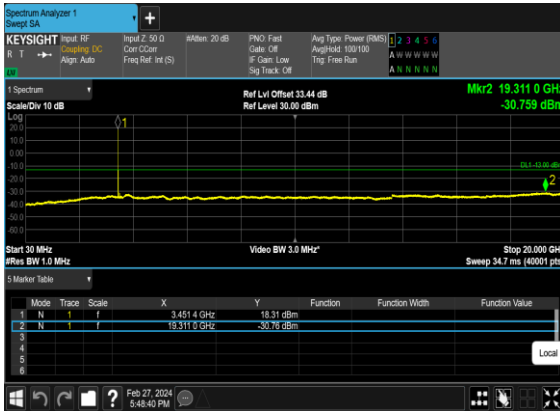 Spectrum Analyzer 1
Swept SA
+
KEYSIGHT Input: RF Input Z: 50 Ω #Atten: 20 dB PNO: Fast Avg Type: Power (RMS) 1 2 3 4 5 6
R T Coupling: DC Corr CCorr Gate: Off Avg|Hold: 100/100 A W W W W W
Align: Auto Freq Ref: Int (S) IF Gain: Low Trig: Free Run
Sig Track: Off A N N N N N
1 Spectrum
Scale/Div 10 dB
Ref Lvl Offset 33.44 dB
Ref Level 30.00 dBm
Mkr2 19.311 0 GHz
-30.759 dBm
Log
20.0
10.0
0.00
-10.0
-20.0
-30.0
-40.0
-50.0
-60.0
1
DL1 -13.00 dBm
2
Start 30 MHz Video BW 3.0 MHz* Stop 20.000 GHz
#Res BW 1.0 MHz Sweep 34.7 ms (40001 pts)
5 Marker Table
Mode Trace Scale X Y Function Function Width Function Value
1 N 1 f 3.451 4 GHz 18.31 dBm
2 N 1 f 19.311 0 GHz -30.76 dBm
3
4
5
6
Local
? Feb 27, 2024
5:48:40 PM